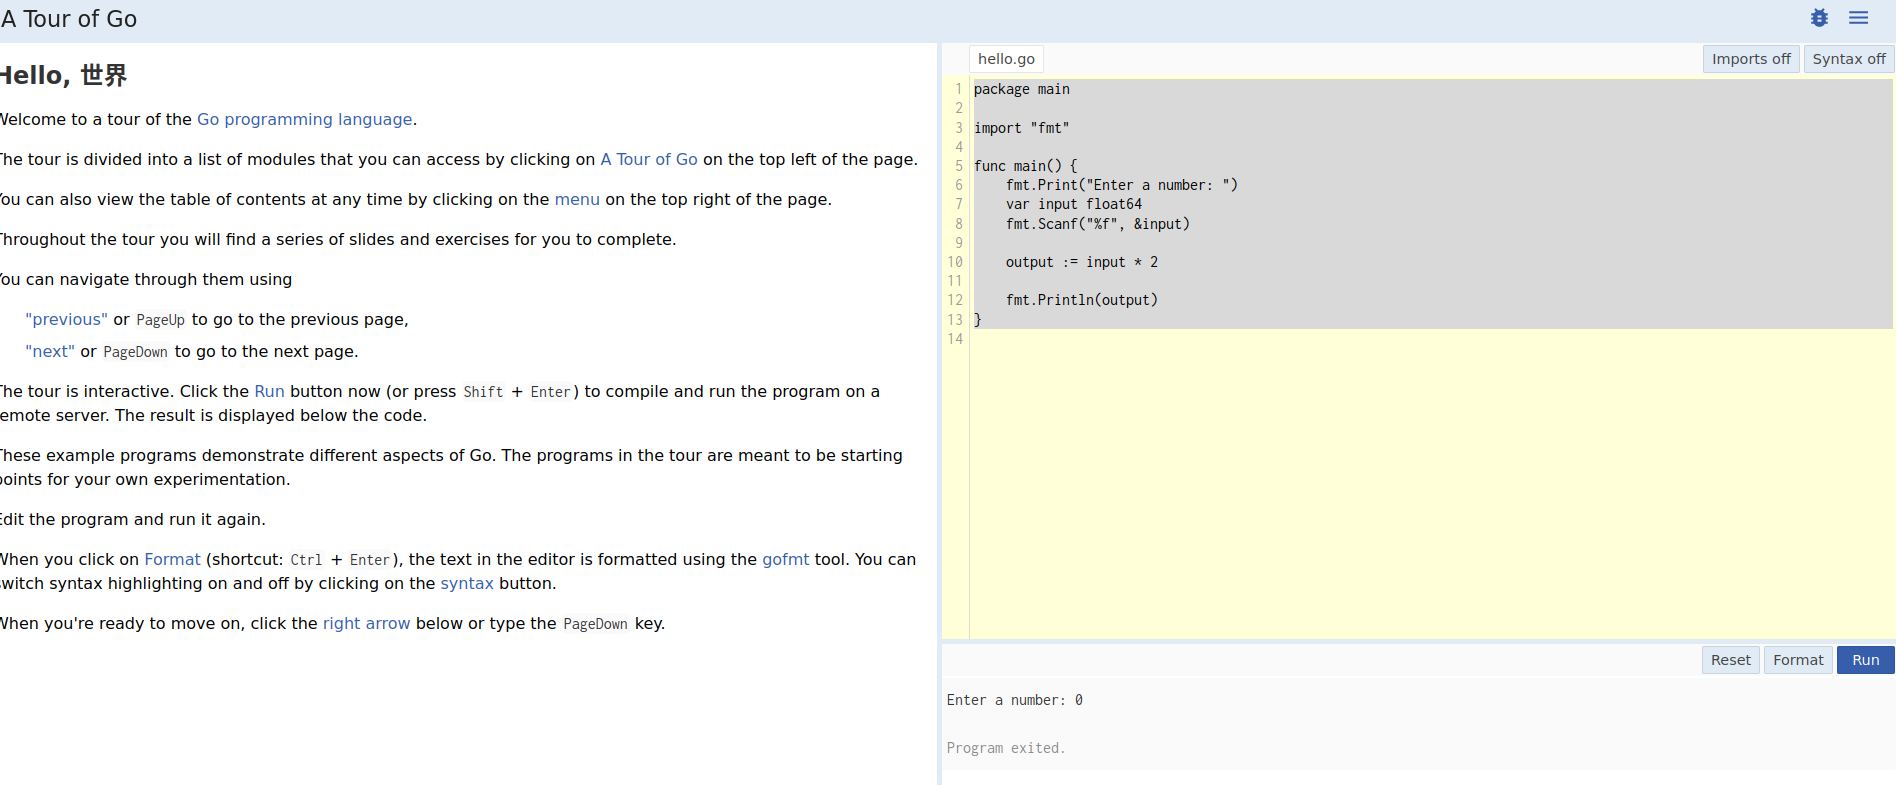 A Tour of Go
Hello, 世界
Welcome to a tour of the Go programming language.
The tour is divided into a list of modules that you can access by clicking on A Tour of Go on the top left of the page.
You can also view the table of contents at any time by clicking on the menu on the top right of the page.
Throughout the tour you will find a series of slides and exercises for you to complete.
You can navigate through them using
"previous" or PageUp to go to the previous page,
"next" or PageDown to go to the next page.
The tour is interactive. Click the Run button now (or press Shift + Enter) to compile and run the program on a
remote server. The result is displayed below the code.
These example programs demonstrate different aspects of Go. The programs in the tour are meant to be starting
points for your own experimentation.
Edit the program and run it again.
When you click on Format (shortcut: Ctrl + Enter), the text in the editor is formatted using the gofmt tool. You can
switch syntax highlighting on and off by clicking on the syntax button.
When you're ready to move on, click the right arrow below or type the PageDown key.
hello.go
Imports off
Syntax off
1 package main
2
3 import "fmt"
4
5 func main() {
6     fmt.Print("Enter a number: ")
7     var input float64
8     fmt.Scanf("%f", &input)
9
10     output := input * 2
11
12     fmt.Println(output)
13 }
14
Reset
Format
Run
Enter a number: 0
Program exited.